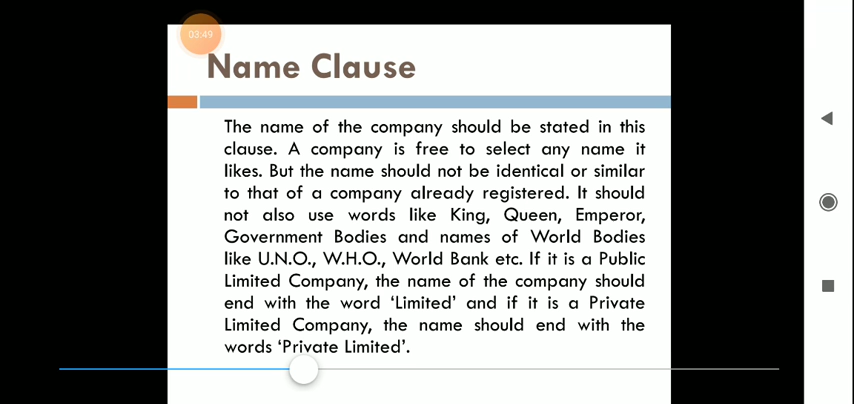 03:49
Name Clause
The name of the company should be stated in this
clause. A company is free to select any name it
likes. But the name should not be identical or similar
to that of a company already registered. It should
not also use words like King, Queen, Emperor,
Government Bodies and names of World Bodies
like U.N.O., W.H.O., World Bank etc. If it is a Public
Limited Company, the name of the company should
end with the word ‘Limited’ and if it is a Private
Limited Company, the name should end with the
words ‘Private Limited’.